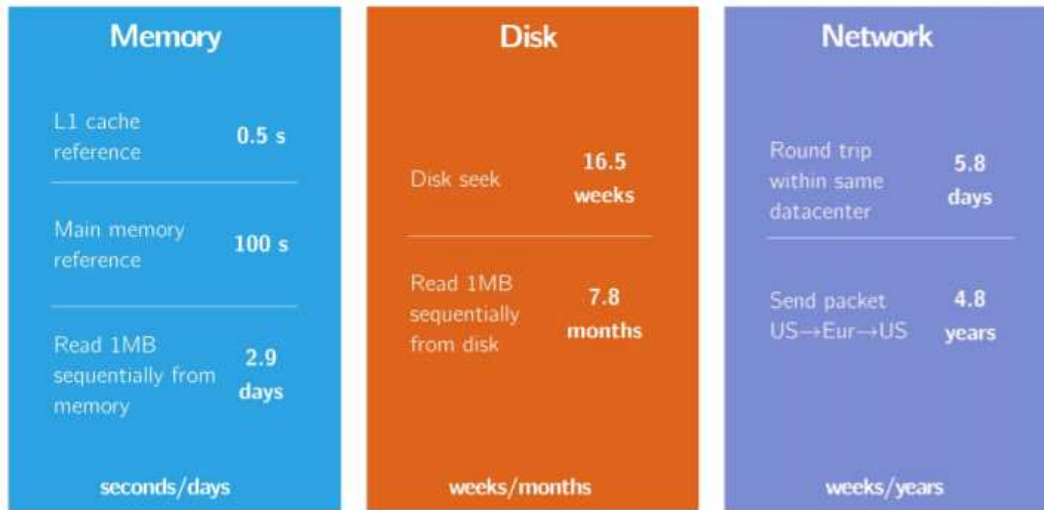 Memory
L1 cache
reference
0.5 s
Main memory
reference
100 s
Read 1MB
sequentially from
memory
2.9
days
seconds/days
Disk
Disk seek
16.5
weeks
Read 1MB
sequentially
from disk
7.8
months
weeks/months
Network
Round trip
within same
datacenter
5.8
days
Send packet
US→Eur→US
4.8
years
weeks/years